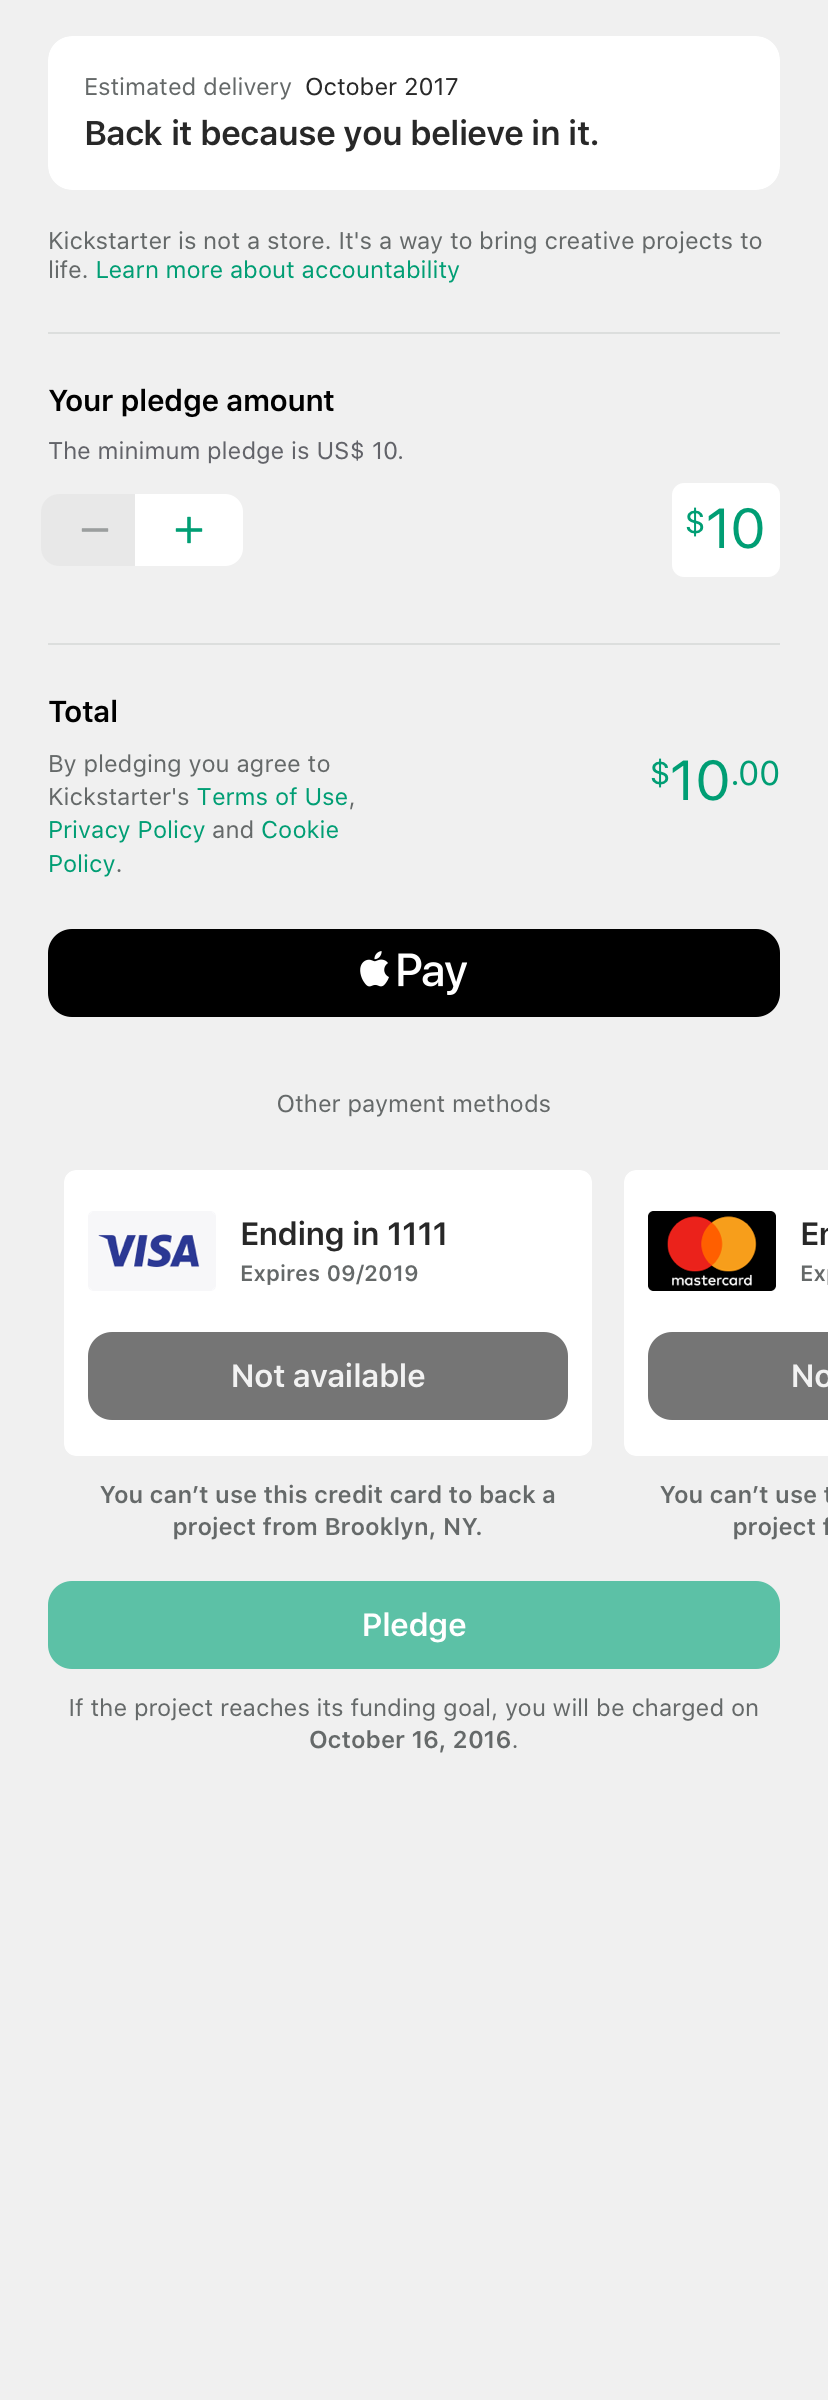 Estimated delivery October 2017
Back it because you believe in it.
Kickstarter is not a store. It's a way to bring creative projects to
life. Learn more about accountability
Your pledge amount
The minimum pledge is US$ 10.
− +
$10
Total
By pledging you agree to
Kickstarter's Terms of Use,
Privacy Policy and Cookie
Policy.
$10.00
Pay
Other payment methods
VISA
Ending in 1111
Expires 09/2019
Not available
You can’t use this credit card to back a
project from Brooklyn, NY.
mastercard
You can’t use
project
Pledge
If the project reaches its funding goal, you will be charged on
October 16, 2016.